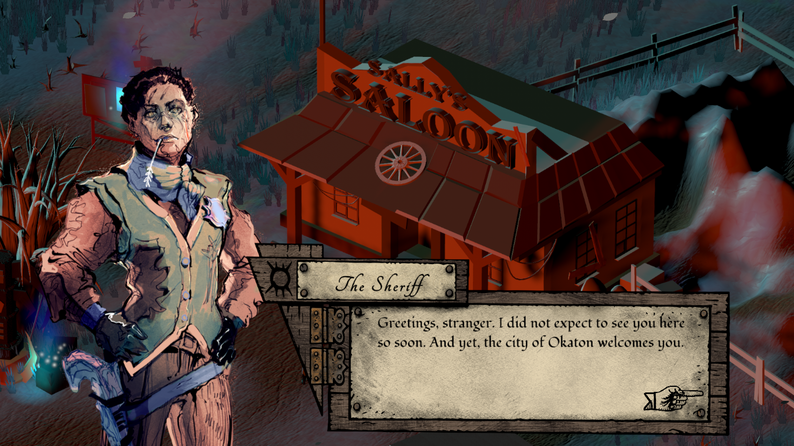 SALLY'S
SALOON
The Sheriff
Greetings, stranger. I did not expect to see you here
so soon. And yet, the city of Okaton welcomes you.